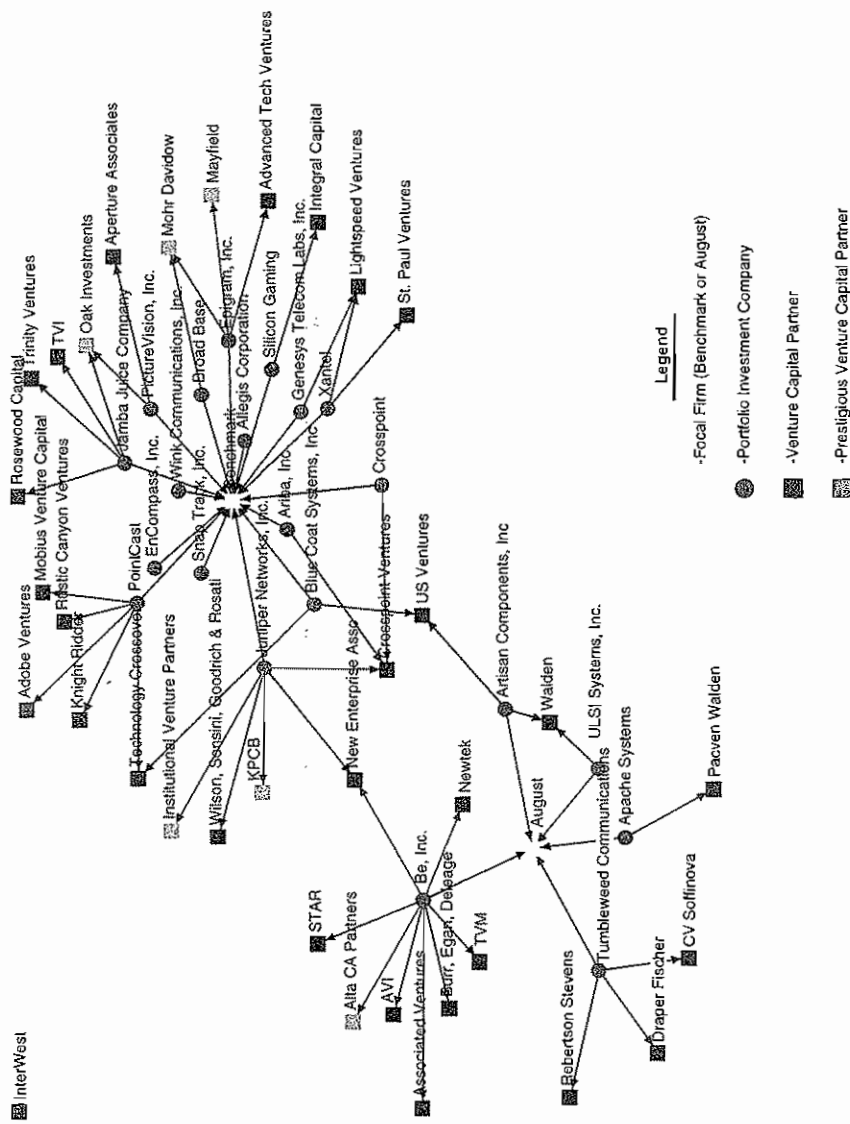 InterWest
Adobe Ventures
Mobius Venture Capital
Rosewood Capital
Trinity Ventures
Rustic Canyon Ventures
TVI
Knight Ridder
Oak Investments
PointCast
Jamba Juice Company
Aperture Associates
Technology Crossover
EnCompass, Inc.
PictureVision, Inc.
Institutional Venture Partners
Wink Communications, Inc.
Mohr Davidow
Snap Track, Inc.
Broad Base
Mayfield
Wilson, Sonsini, Goodrich & Rosati
Benchmark
Epigram, Inc.
KPCB
Juniper Networks, Inc.
Allegis Corporation
Advanced Tech Ventures
Ariba, Inc
Silicon Gaming
Integral Capital
STAR
Blue Coat Systems, Inc
Genesys Telecom Labs, Inc.
Alta CA Partners
New Enterprise Asso
Xantel
Lightspeed Ventures
AVI
Crosspoint Ventures
Crosspoint
Associated Ventures
Be, Inc.
US Ventures
St. Paul Ventures
Burr, Egan, Deleage
Newtek
TVM
Artisan Components, Inc
August
Walden
Robertson Stevens
Tumbleweed Communications
ULSI Systems, Inc.
Apache Systems
Draper Fischer
CV Soffinova
Pacven Walden
Legend
-Focal Firm (Benchmark or August)
-Portfolio Investment Company
-Venture Capital Partner
-Prestigious Venture Capital Partner